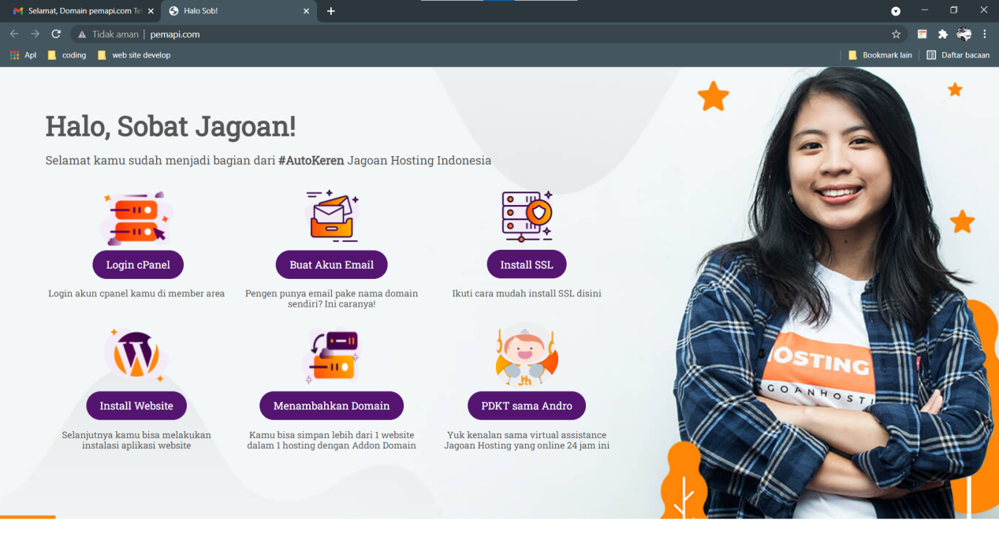 Selamat, Domain pemapi.com Te
Halo Sob!
Tidak aman | pemapi.com
Apl
coding
web site develop
Bookmark lain
Daftar bacaan
Halo, Sobat Jagoan!
Selamat kamu sudah menjadi bagian dari #AutoKeren Jagoan Hosting Indonesia
Login cPanel
Login akun cpanel kamu di member area
Buat Akun Email
Pengen punya email pake nama domain
sendiri? Ini caranya!
Install SSL
Ikuti cara mudah install SSL disini
Install Website
Selanjutnya kamu bisa melakukan
instalasi aplikasi website
Menambahkan Domain
Kamu bisa simpan lebih dari 1 website
dalam 1 hosting dengan Addon Domain
Jh
PDKT sama Andro
Yuk kenalan sama virtual assistance
Jagoan Hosting yang online 24 jam ini
HOSTING
AGOANHOSTI